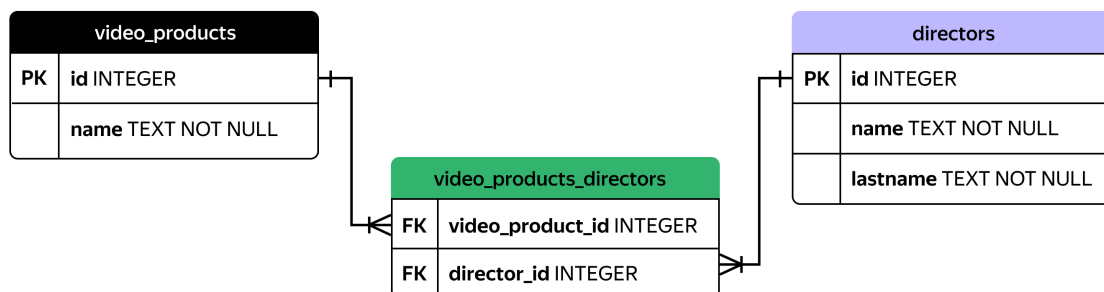 video_products
PK id INTEGER
name TEXT NOT NULL
directors
PK id INTEGER
name TEXT NOT NULL
lastname TEXT NOT NULL
video_products_directors
FK video_product_id INTEGER
FK director_id INTEGER